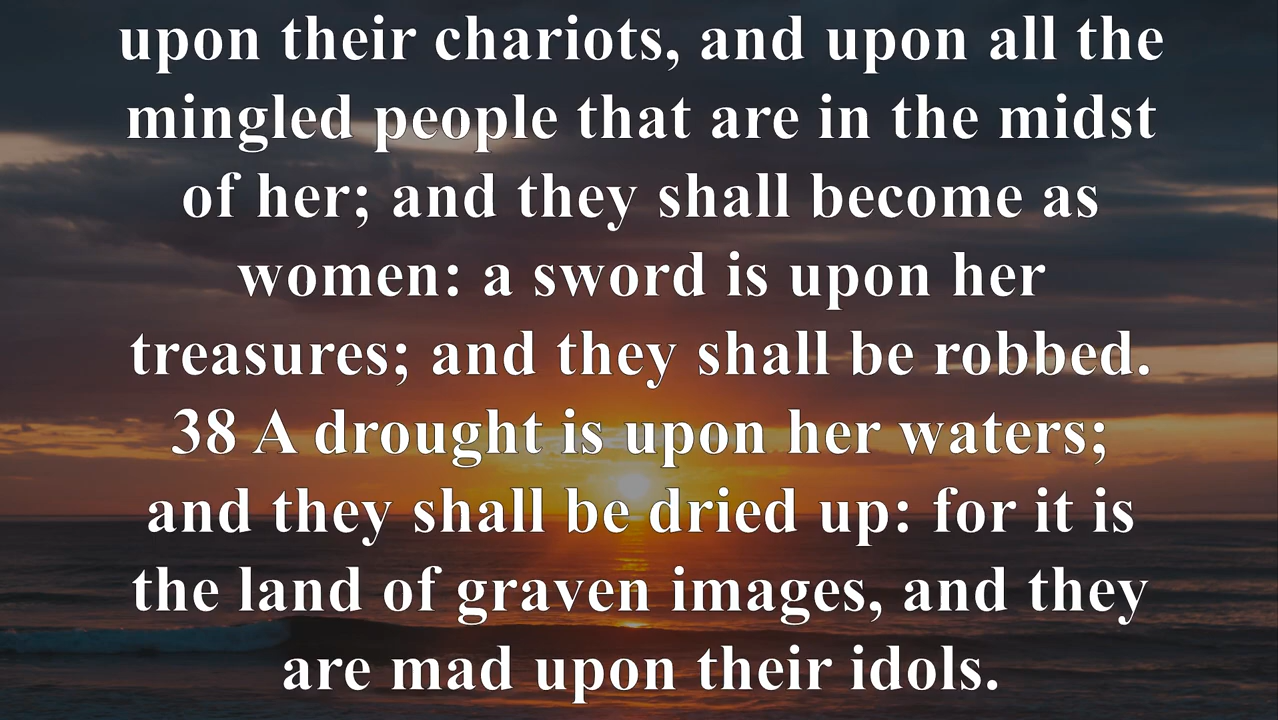 upon their chariots, and upon all the
mingled people that are in the midst
of her; and they shall become as
women: a sword is upon her
treasures; and they shall be robbed.
38 A drought is upon her waters;
and they shall be dried up: for it is
the land of graven images, and they
are mad upon their idols.